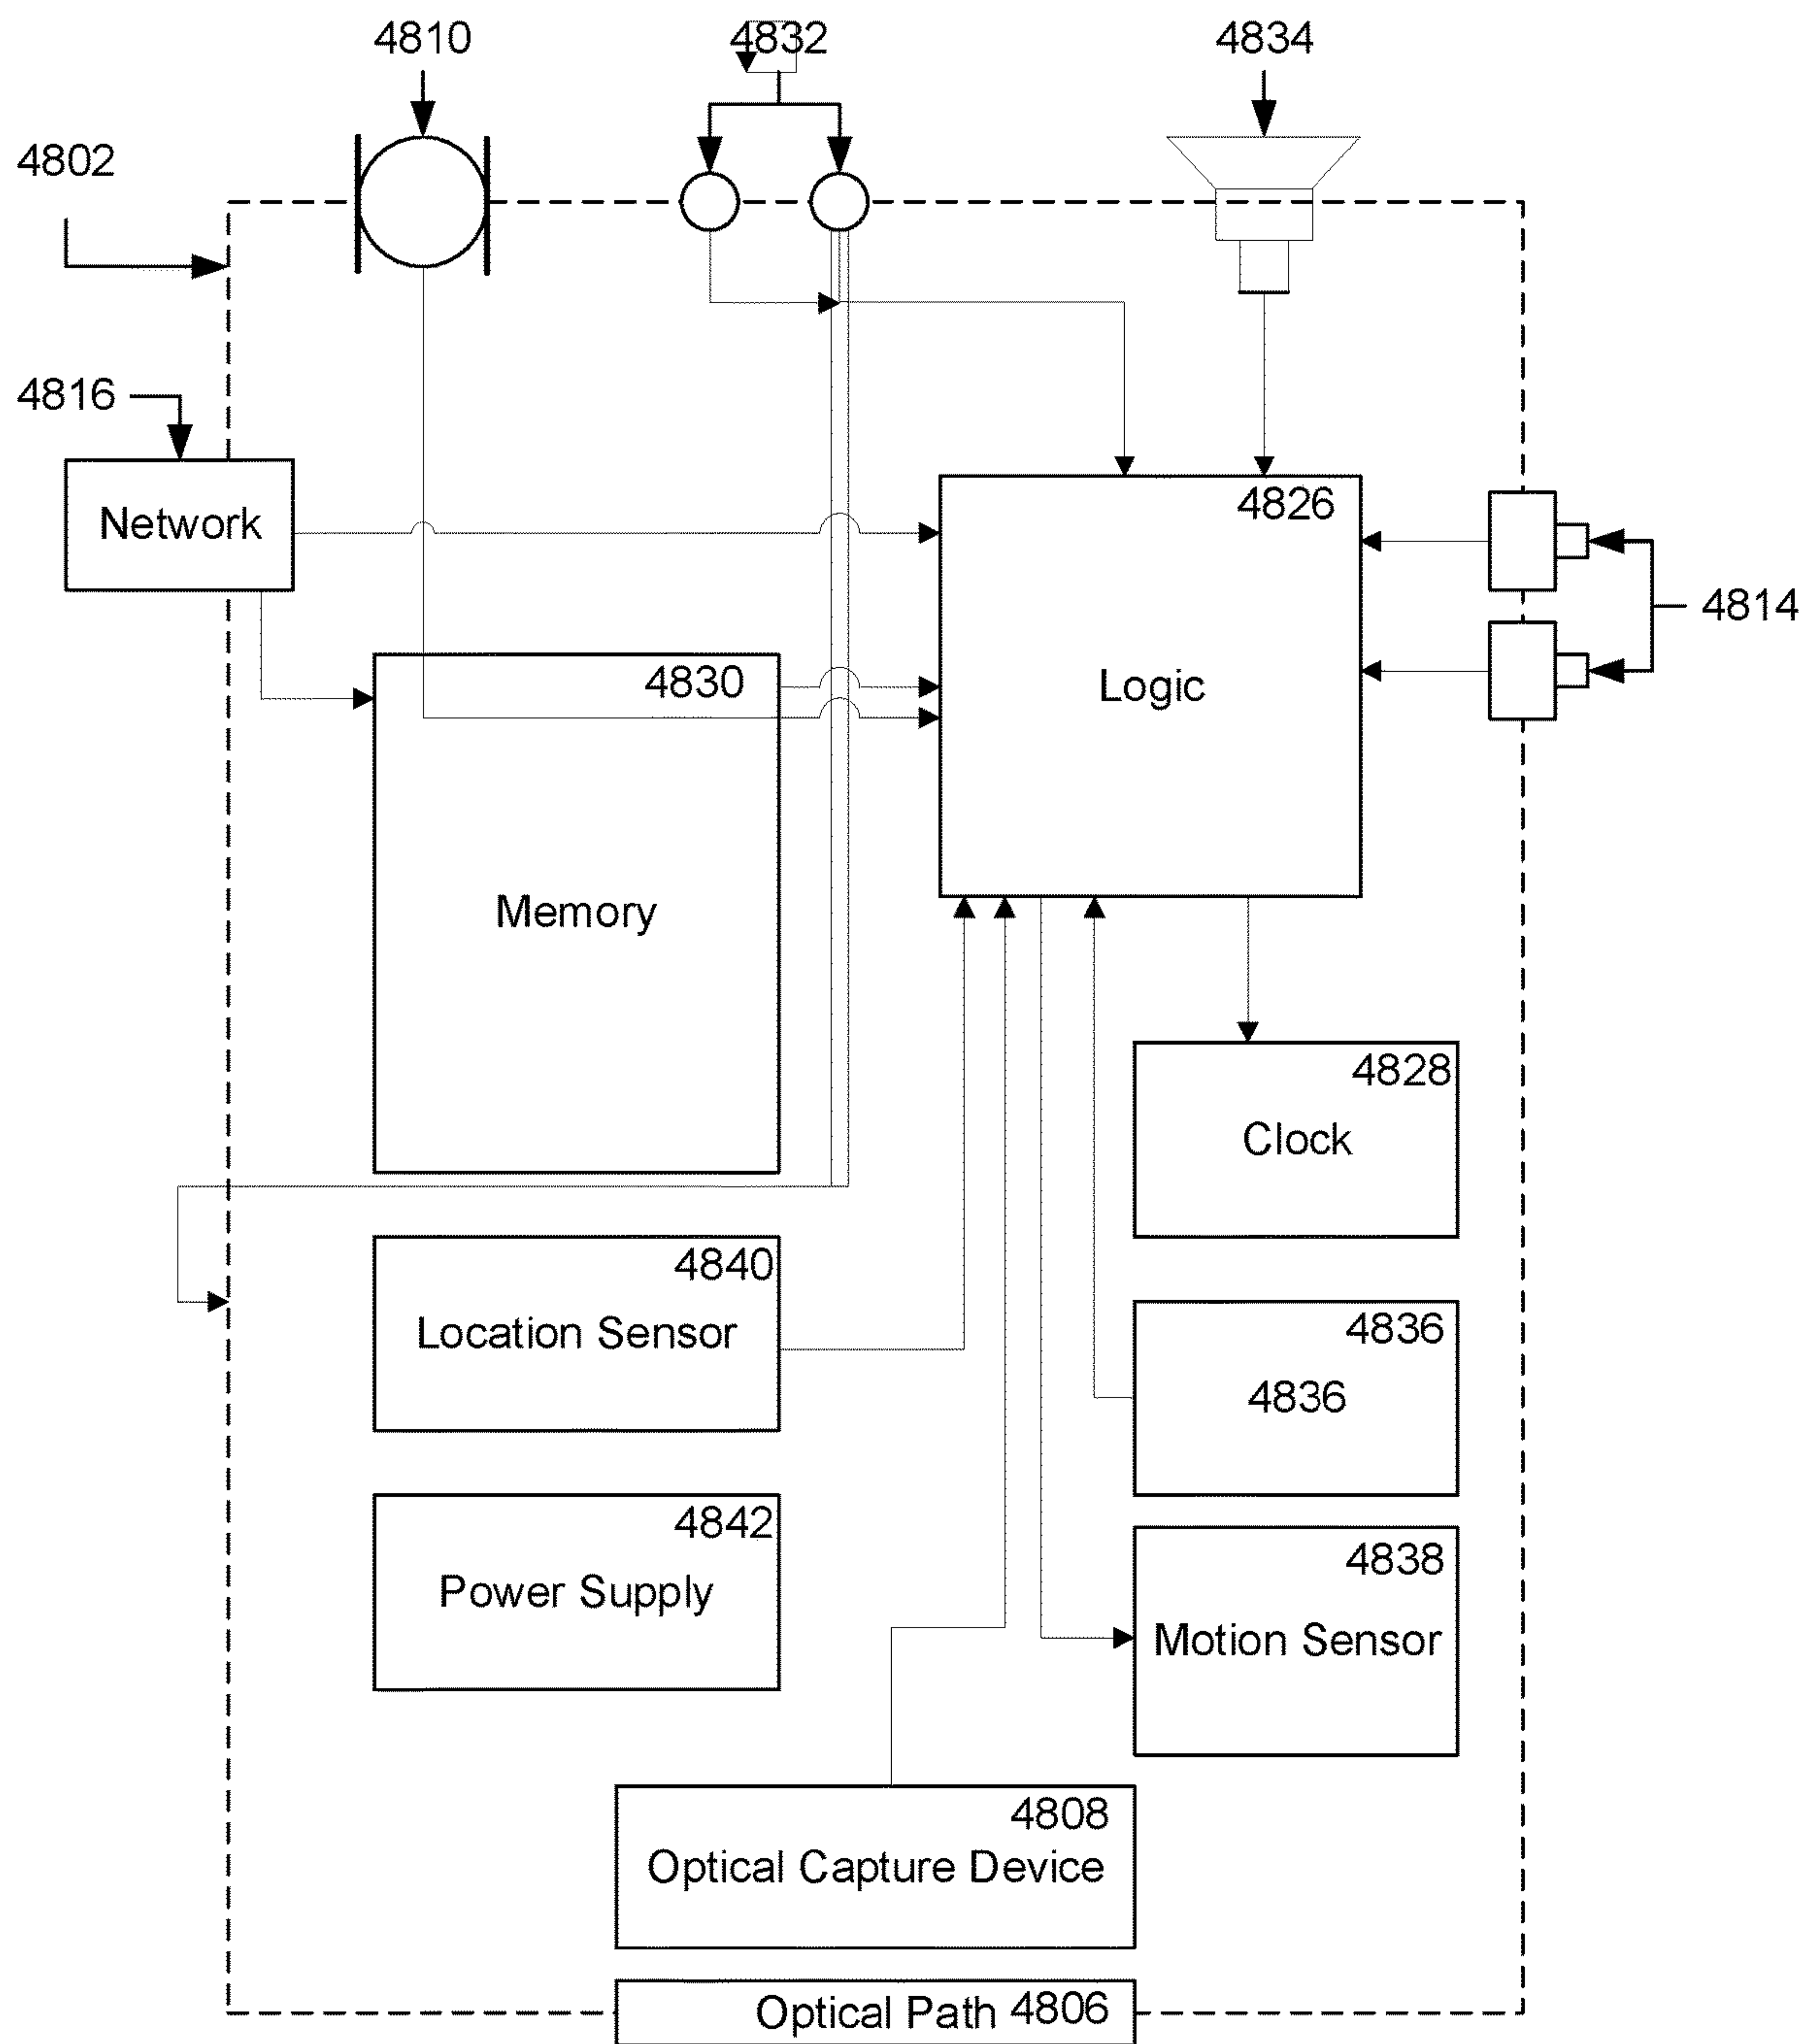 4810
4832
4834
4802
4816
Network
4826
Logic
4814
4830
Memory
4828
Clock
4840
Location Sensor
4836
4836
4842
Power Supply
4838
Motion Sensor
4808
Optical Capture Device
Optical Path 4806